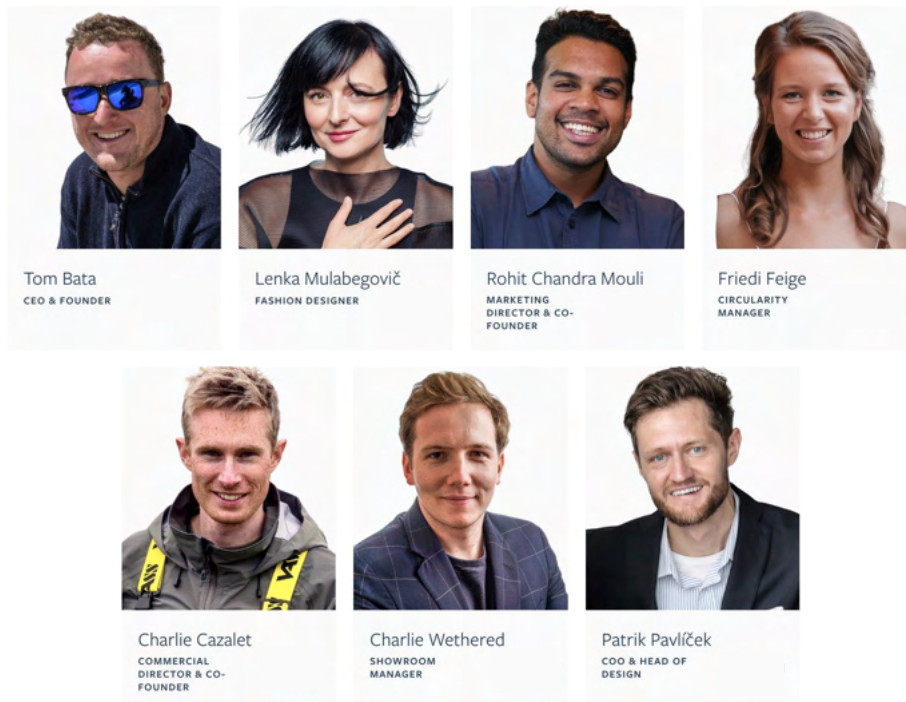 Tom Bata
CEO & FOUNDER
Lenka Mulabegovič
FASHION DESIGNER
Rohit Chandra Mouli
MARKETING
DIRECTOR & CO-
FOUNDER
Friedi Feige
CIRCULARITY
MANAGER
Charlie Cazalet
COMMERCIAL
DIRECTOR & CO-
FOUNDER
Charlie Wethered
SHOWROOM
MANAGER
Patrik Pavlíček
COO & HEAD OF
DESIGN